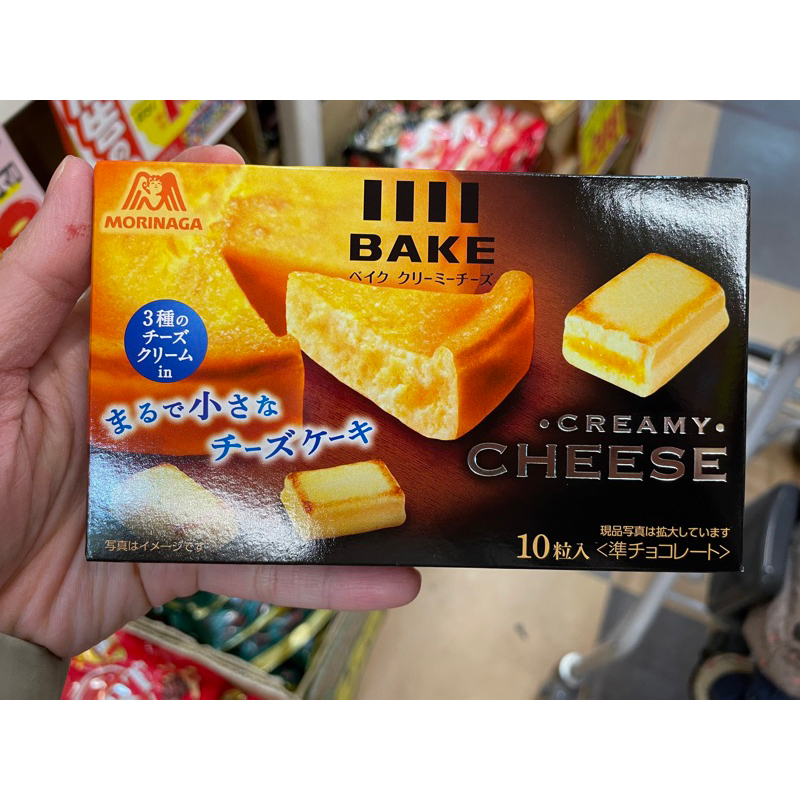 MORINAGA
BAKE
ベイク クリーミーチーズ
3種の
チーズ
クリーム
in
まるで小さな
チーズケーキ
・CREAMY・
CHEESE
写真はイメージです
現品写真は拡大しています
10粒入 <準チョコレート>